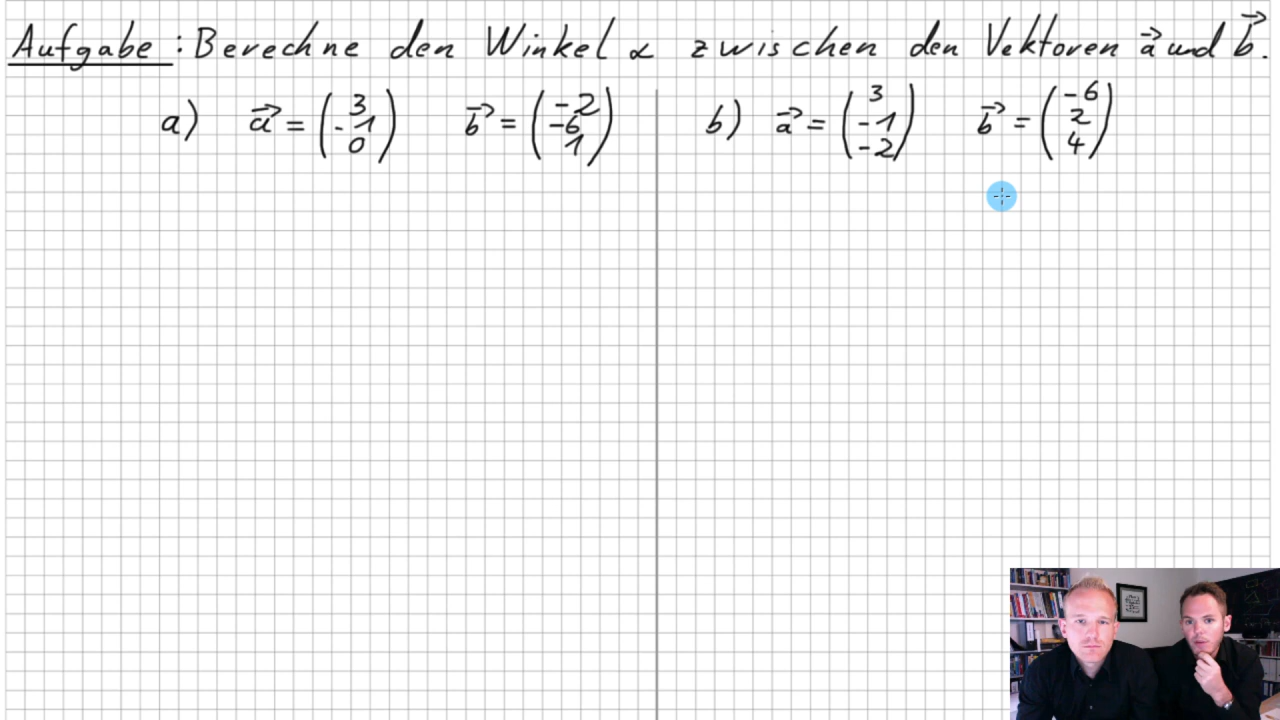 Aufgabe: Berechne den Winkel α zwischen den Vektoren a⃗ und b⃗.
a) a⃗ = (3 -1 0) b⃗ = (-2 -6 1) b) a⃗ = (3 -1 -2) b⃗ = (-6 2 4)